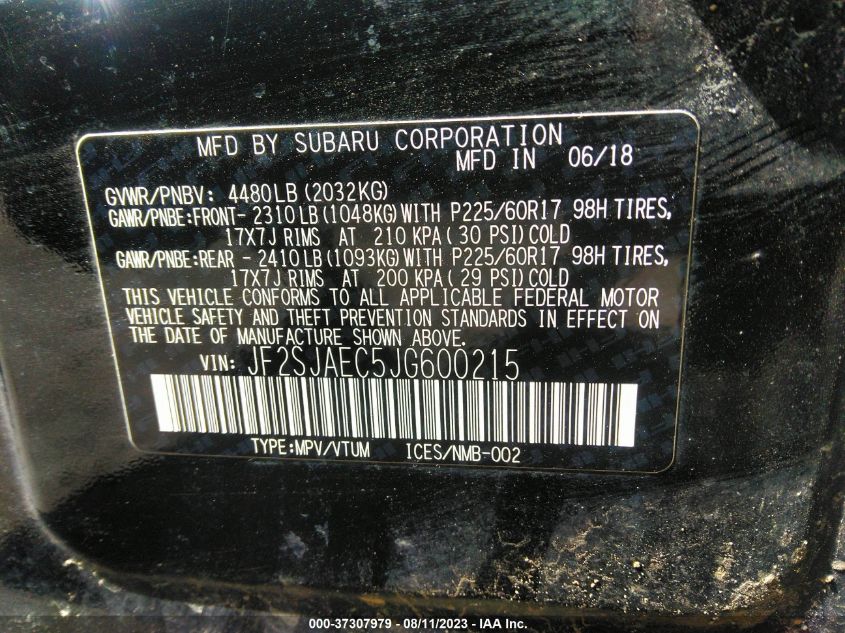 MFD BY SUBARU CORPORATION
MFD IN 06/18
GVWR/PNBV: 4480LB(2032KG)
GAWR/PNBE:FRONT- 2310LB(1048KG)WITH P225/60R17 98H TIRES,
17X7J RIMS AT 210 KPA( 30 PSI)COLD
GAWR/PNBE:REAR - 2410LB(1093KG)WITH P225/60R17 98H TIRES,
17X7J RIMS AT 200 KPA( 29 PSI)COLD
THIS VEHICLE CONFORMS TO ALL APPLICABLE FEDERAL MOTOR
VEHICLE SAFETY AND THEFT PREVENTION STANDARDS IN EFFECT ON
THE DATE OF MANUFACTURE SHOWN ABOVE.
VIN: JF2SJAEC5JG600215
TYPE:MPV/VTUM ICES/NMB-002
000-37307979 - 08/11/2023 - IAA Inc.